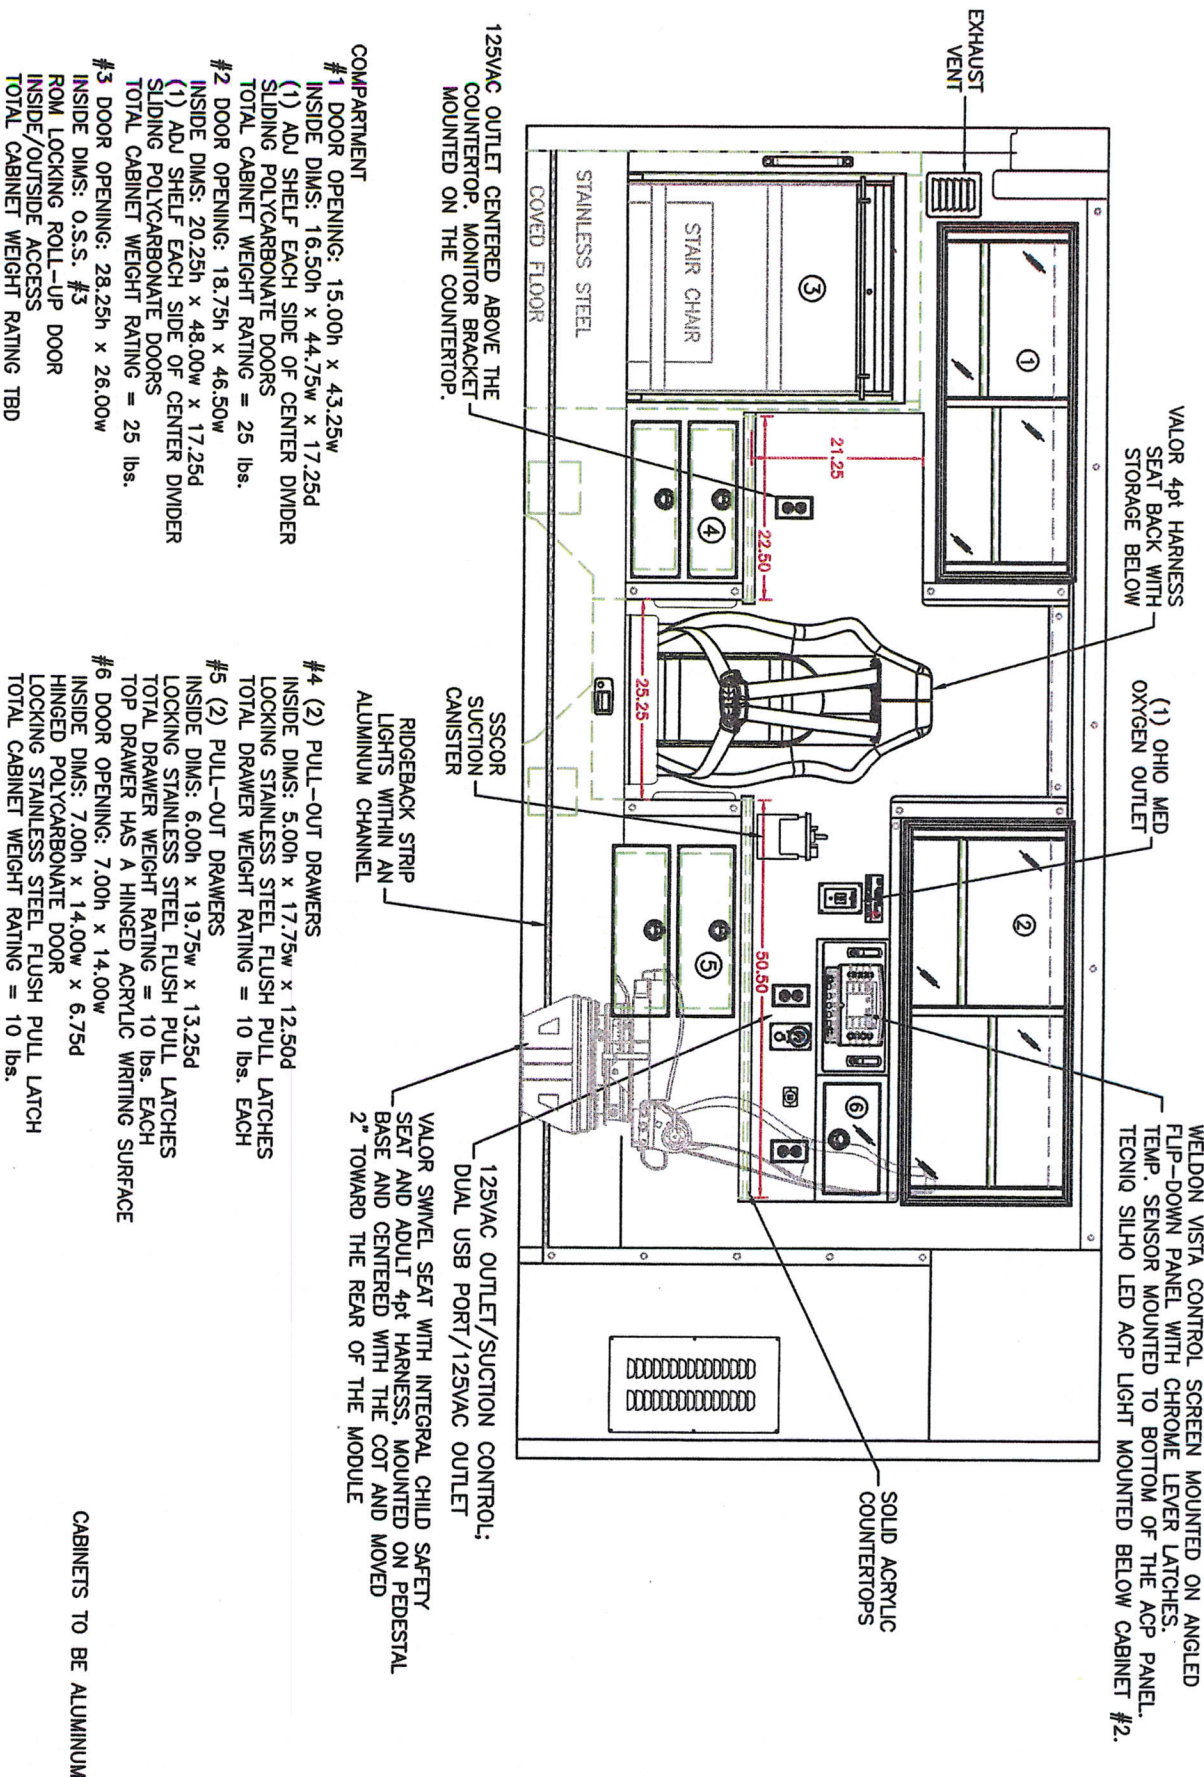 EXHAUST
VENT
VALOR 4pt HARNESS
SEAT BACK WITH
STORAGE BELOW
(1) OHIO MED
OXYGEN OUTLET
WELDON VISTA CONTROL SCREEN MOUNTED ON ANGLED
FLIP-DOWN PANEL WITH CHROME LEVER LATCHES.
TEMP. SENSOR MOUNTED TO BOTTOM OF THE ACP PANEL.
TECNIQ SILHO LED ACP LIGHT MOUNTED BELOW CABINET #2.
1
2
3
STAIR CHAIR
STAINLESS STEEL
COVED FLOOR
21.25
22.50
4
25.25
50.50
5
6
SOLID ACRYLIC
COUNTERTOPS
125VAC OUTLET CENTERED ABOVE THE
COUNTERTOP. MONITOR BRACKET
MOUNTED ON THE COUNTERTOP.
SSCOR
SUCTION
CANISTER
RIDGEBACK STRIP
LIGHTS WITHIN AN
ALUMINUM CHANNEL
125VAC OUTLET/SUCTION CONTROL;
DUAL USB PORT/125VAC OUTLET
VALOR SWIVEL SEAT WITH INTEGRAL CHILD SAFETY
SEAT AND ADULT 4pt HARNESS, MOUNTED ON PEDESTAL
BASE AND CENTERED WITH THE COT AND MOVED
2" TOWARD THE REAR OF THE MODULE
COMPARTMENT
#1 DOOR OPENING: 15.00h x 43.25w
INSIDE DIMS: 16.50h x 44.75w x 17.25d
(1) ADJ SHELF EACH SIDE OF CENTER DIVIDER
SLIDING POLYCARBONATE DOORS
TOTAL CABINET WEIGHT RATING = 25 lbs.
#2 DOOR OPENING: 18.75h x 46.50w
INSIDE DIMS: 20.25h x 48.00w x 17.25d
(1) ADJ SHELF EACH SIDE OF CENTER DIVIDER
SLIDING POLYCARBONATE DOORS
TOTAL CABINET WEIGHT RATING = 25 lbs.
#3 DOOR OPENING: 28.25h x 26.00w
INSIDE DIMS: O.S.S. #3
ROM LOCKING ROLL-UP DOOR
INSIDE/OUTSIDE ACCESS
TOTAL CABINET WEIGHT RATING TBD
#4 (2) PULL-OUT DRAWERS
INSIDE DIMS: 5.00h x 17.75w x 12.50d
LOCKING STAINLESS STEEL FLUSH PULL LATCHES
TOTAL DRAWER WEIGHT RATING = 10 lbs. EACH
#5 (2) PULL-OUT DRAWERS
INSIDE DIMS: 6.00h x 19.75w x 13.25d
LOCKING STAINLESS STEEL FLUSH PULL LATCHES
TOTAL DRAWER WEIGHT RATING = 10 lbs. EACH
TOP DRAWER HAS A HINGED ACRYLIC WRITING SURFACE
#6 DOOR OPENING: 7.00h x 14.00w
INSIDE DIMS: 7.00h x 14.00w x 6.75d
HINGED POLYCARBONATE DOOR
LOCKING STAINLESS STEEL FLUSH PULL LATCH
TOTAL CABINET WEIGHT RATING = 10 lbs.
CABINETS TO BE ALUMINUM